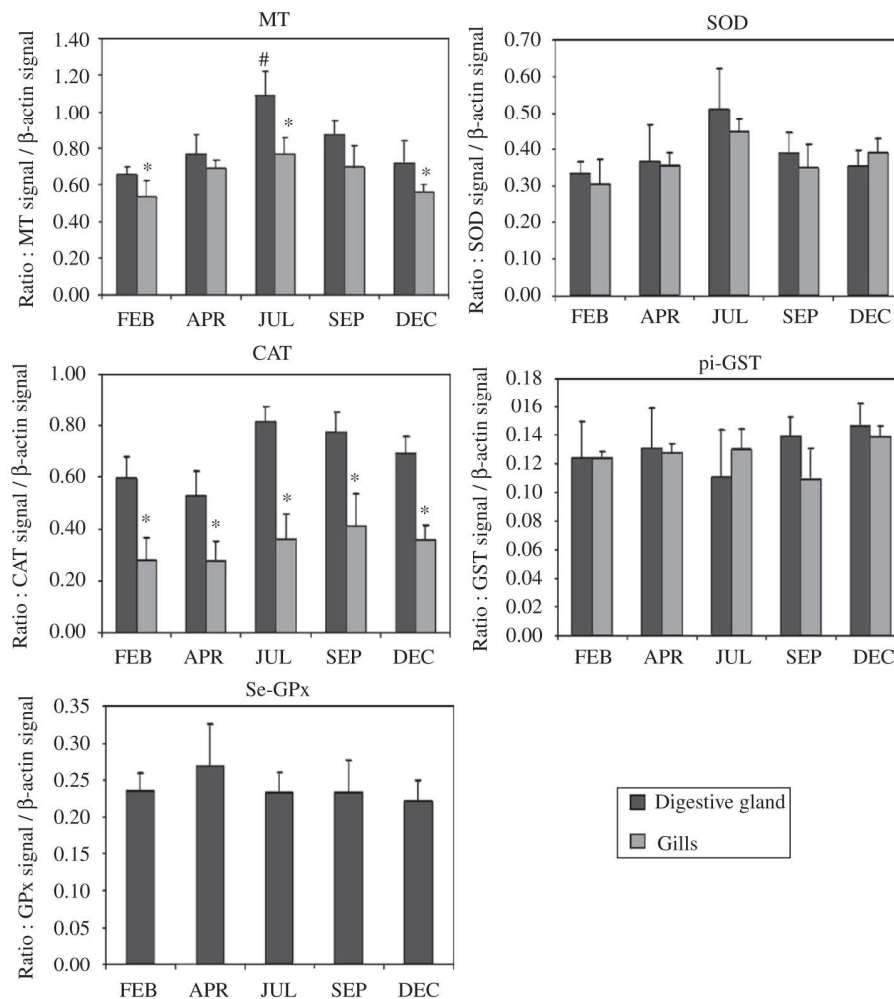 MT
Ratio : MT signal / β-actin signal
1.40
1.20
1.00
0.80
0.60
0.40
0.20
0.00
#
*
*
*
FEB APR JUL SEP DEC
SOD
Ratio : SOD signal / β-actin signal
0.70
0.60
0.50
0.40
0.30
0.20
0.10
0.00
FEB APR JUL SEP DEC
CAT
Ratio : CAT signal / β-actin signal
1.00
0.80
0.60
0.40
0.20
0.00
*
*
*
*
*
FEB APR JUL SEP DEC
pi-GST
Ratio : GST signal / β-actin signal
0.18
016
0.14
0.12
0.10
0.08
0.06
0.04
0.02
0.00
FEB APR JUL SEP DEC
Se-GPx
Ratio : GPx signal / β-actin signal
0.35
0.30
0.25
0.20
0.15
0.10
0.05
0.00
FEB APR JUL SEP DEC
Digestive gland
Gills